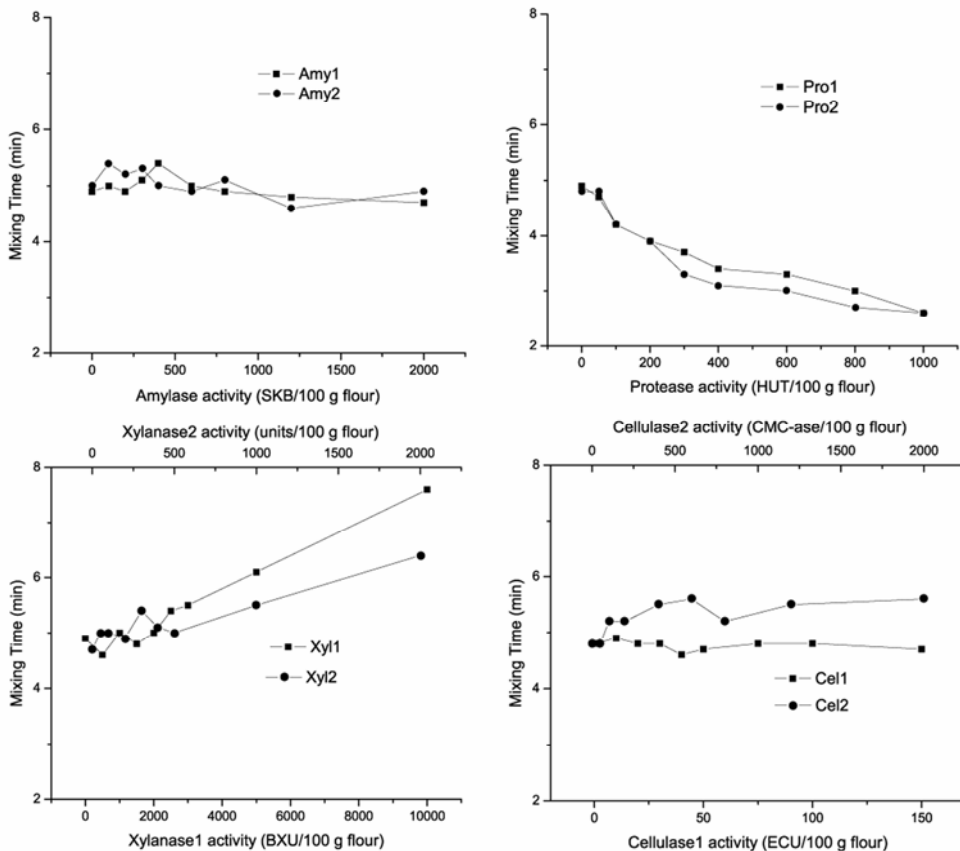 8
6
4
2
Mixing Time (min)
Amy1
Amy2
0 500 1000 1500 2000
Amylase activity (SKB/100 g flour)
8
6
4
2
Mixing Time (min)
Pro1
Pro2
0 200 400 600 800 1000
Protease activity (HUT/100 g flour)
Xylanase2 activity (units/100 g flour)
0 500 1000 1500 2000
8
6
4
2
Mixing Time (min)
Xyl1
Xyl2
0 2000 4000 6000 8000 10000
Xylanase1 activity (BXU/100 g flour)
Cellulase2 activity (CMC-ase/100 g flour)
0 500 1000 1500 2000
8
6
4
2
Mixing Time (min)
Cel1
Cel2
0 50 100 150
Cellulase1 activity (ECU/100 g flour)